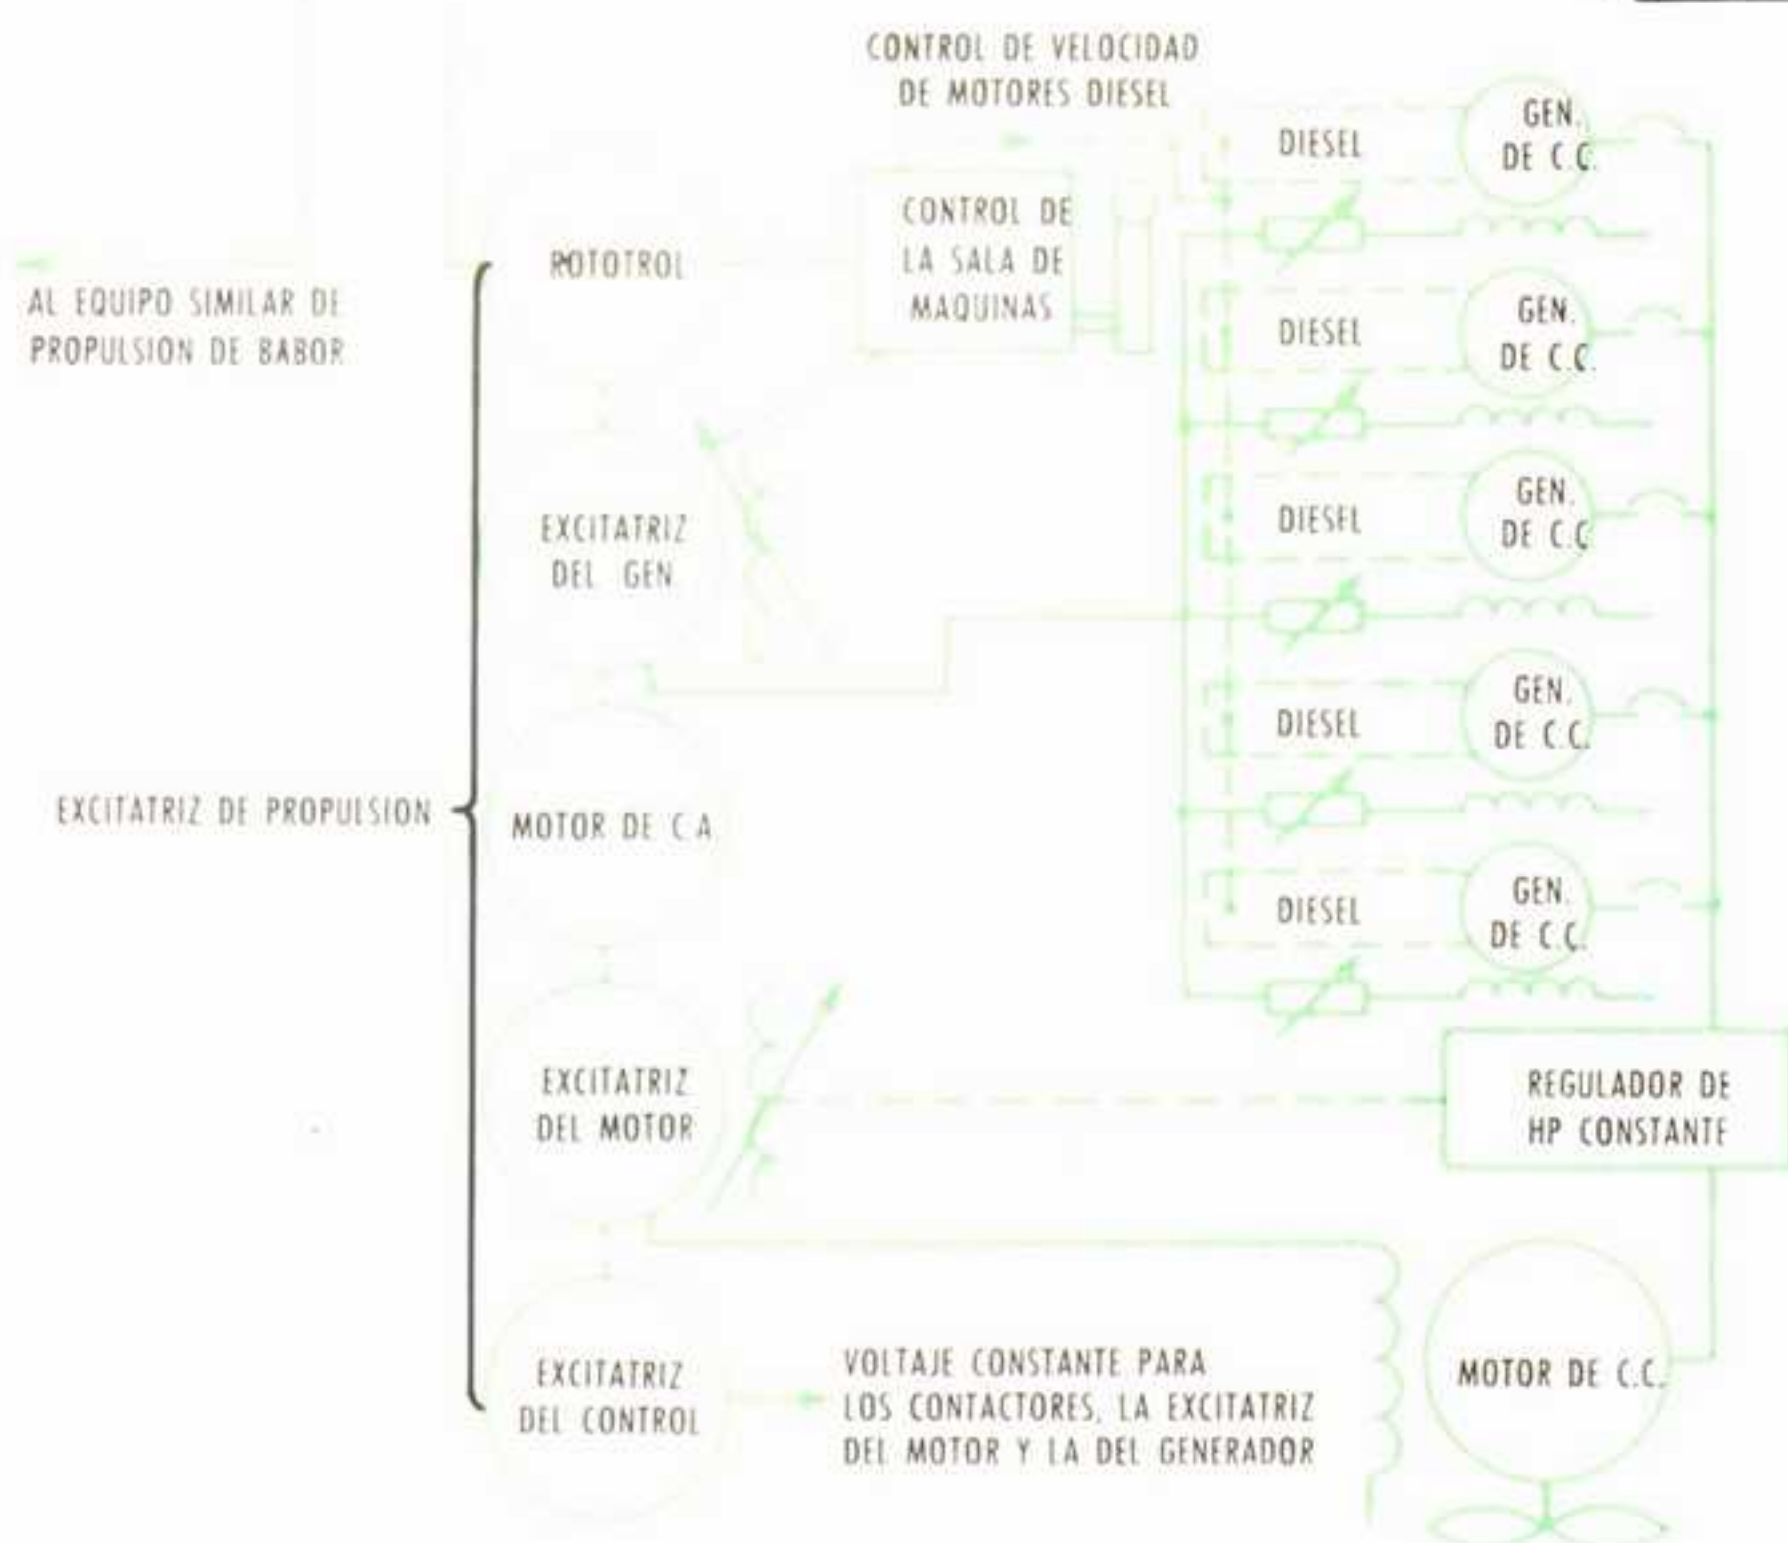 CONTROL DE VELOCIDAD
DE MOTORES DIESEL
DIESEL
GEN.
DE C.C.
CONTROL DE
LA SALA DE
MAQUINAS
ROTOTROL
AL EQUIPO SIMILAR DE
PROPULSION DE BABOR
DIESEL
GEN.
DE C.C.
EXCITATRIZ
DEL GEN
DIESEL
GEN.
DE C.C
DIESEL
GEN.
DE C.C.
EXCITATRIZ DE PROPULSION
MOTOR DE C.A
DIESEL
GEN.
DE C.C.
EXCITATRIZ
DEL MOTOR
REGULADOR DE
HP CONSTANTE
EXCITATRIZ
DEL CONTROL
VOLTAJE CONSTANTE PARA
LOS CONTACTORES, LA EXCITATRIZ
DEL MOTOR Y LA DEL GENERADOR
MOTOR DE C.C.